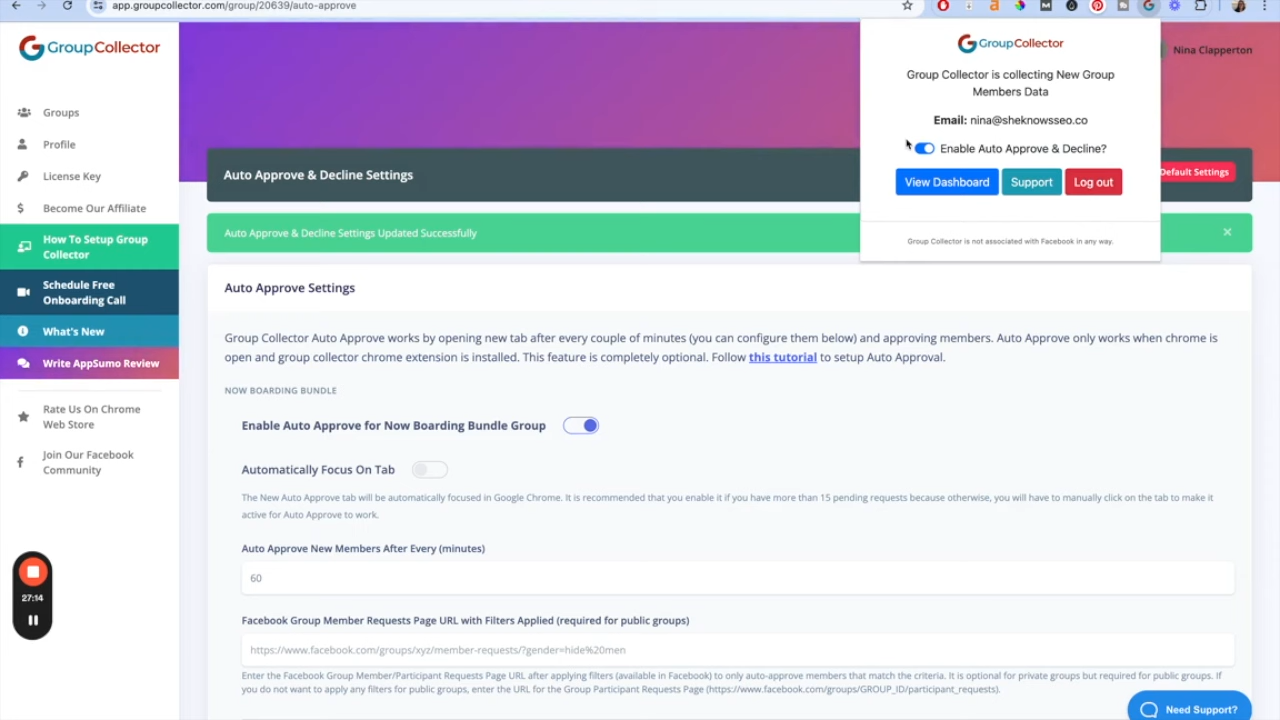 app.groupcollector.com/group/20639/auto-approve
GroupCollector
Groups
Profile
License Key
Become Our Affiliate
How To Setup Group
Collector
Schedule Free
Onboarding Call
What's New
Write AppSumo Review
Rate Us On Chrome
Web Store
Join Our Facebook
Community
27:14
GroupCollector
Group Collector is collecting New Group
Members Data
Email: nina@sheknowsseo.co
Enable Auto Approve & Decline?
View Dashboard Support Log out
Group Collector is not associated with Facebook in any way.
Nina Clapperton
Auto Approve & Decline Settings
Default Settings
Auto Approve & Decline Settings Updated Successfully
Auto Approve Settings
Group Collector Auto Approve works by opening new tab after every couple of minutes (you can configure them below) and approving members. Auto Approve only works when chrome is
open and group collector chrome extension is installed. This feature is completely optional. Follow this tutorial to setup Auto Approval.
NOW BOARDING BUNDLE
Enable Auto Approve for Now Boarding Bundle Group
Automatically Focus On Tab
The New Auto Approve tab will be automatically focused in Google Chrome. It is recommended that you enable it if you have more than 15 pending requests because otherwise, you will have to manually click on the tab to make it
active for Auto Approve to work.
Auto Approve New Members After Every (minutes)
60
Facebook Group Member Requests Page URL with Filters Applied (required for public groups)
https://www.facebook.com/groups/xyz/member-requests/?gender=hide%20men
Enter the Facebook Group Member/Participant Requests Page URL after applying filters (available in Facebook) to only auto-approve members that match the criteria. It is optional for private groups but required for public groups. If
you do not want to apply any filters for public groups, enter the URL for the Group Participant Requests Page (https://www.facebook.com/groups/GROUP_ID/participant_requests).
Need Support?